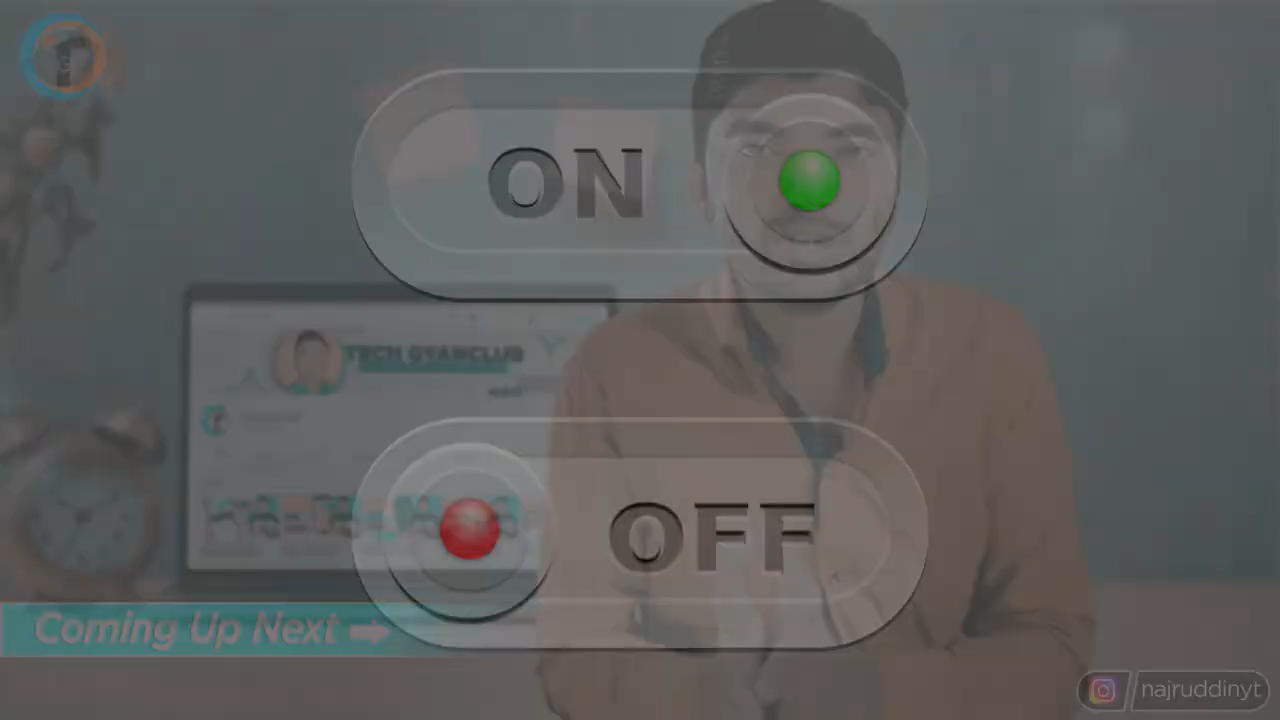 ON
TECH GYANCLUB
OFF
Coming Up Next
najruddinyt